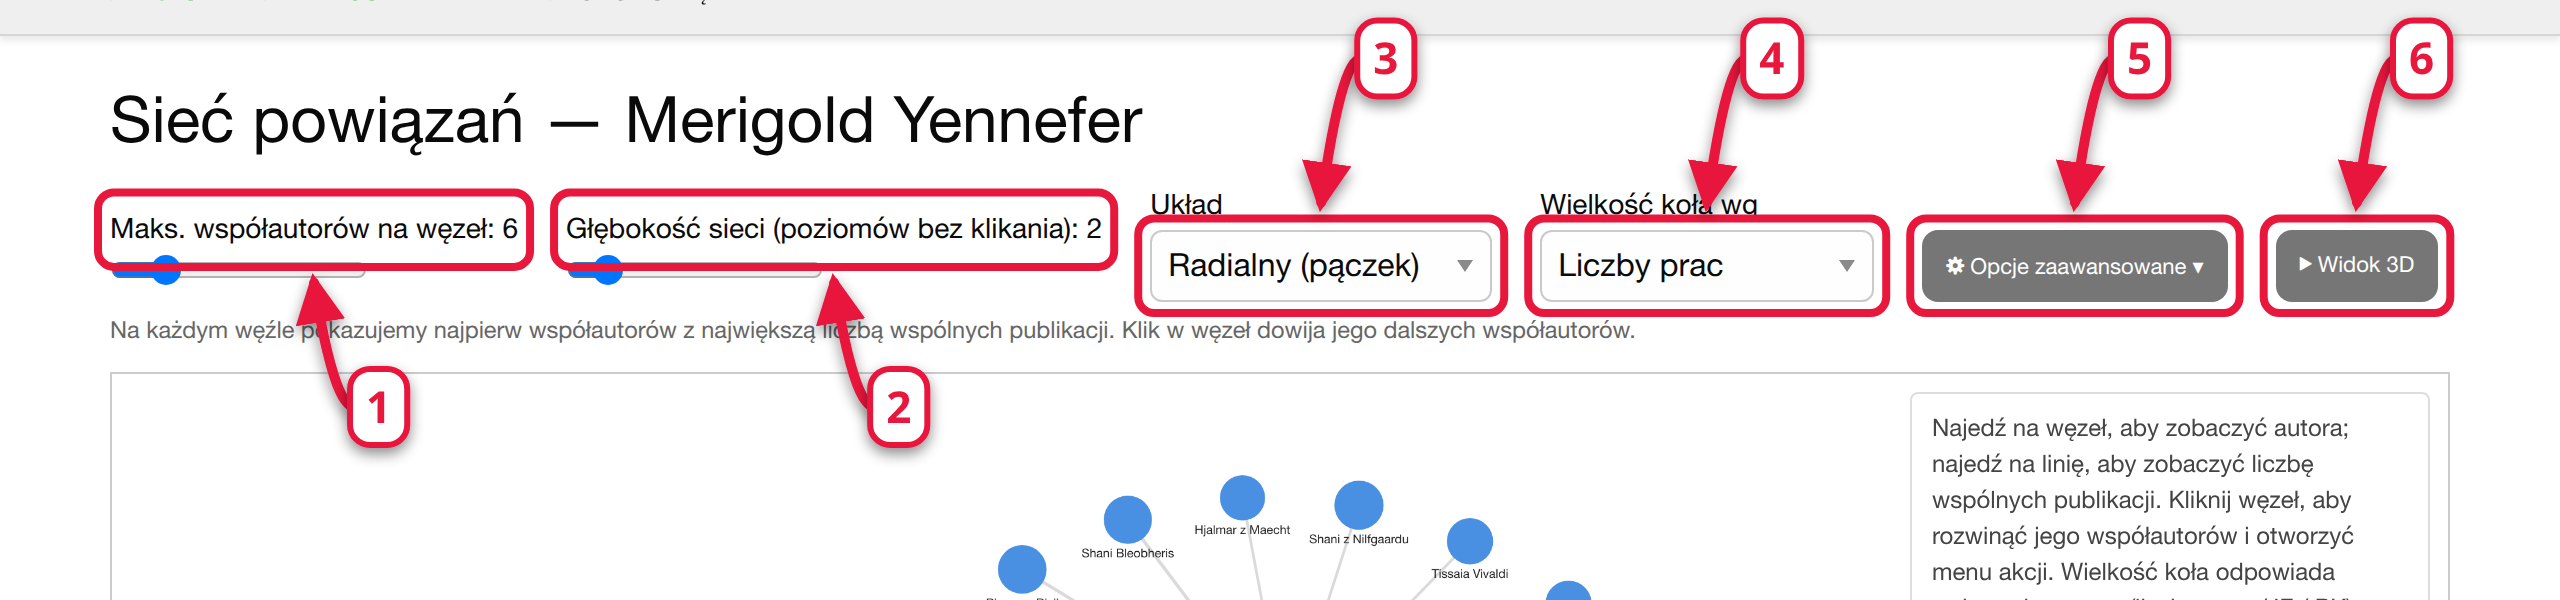 3
4
5
6
Sieć powiązań — Merigold Yennefer
Maks. współautorów na węzeł: 6
Głębokość sieci (poziomów bez klikania): 2
Układ
Radialny (pączek)
Wielkość koła wg
Liczby prac
Opcje zaawansowane ▾
Widok 3D
Na każdym węźle pokazujemy najpierw współautorów z największą liczbą wspólnych publikacji. Klik w węzeł dowija jego dalszych współautorów.
1
2
Najedź na węzeł, aby zobaczyć autora;
najedź na linię, aby zobaczyć liczbę
wspólnych publikacji. Kliknij węzeł, aby
rozwinąć jego współautorów i otworzyć
menu akcji. Wielkość koła odpowiada
Hjalmar z Maecht
Shani z Nilfgaardu
Shani Bleobheris
Tissaia Vivaldi